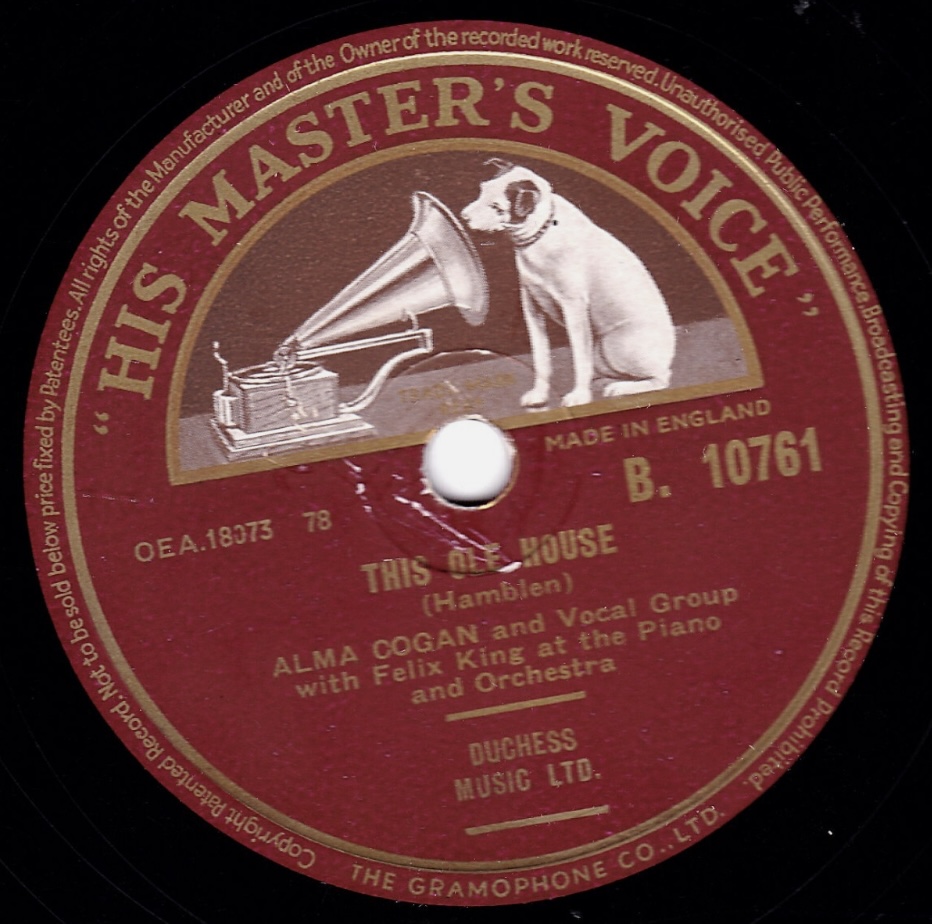 Copyright Patented Record. Not to be sold below price fixed by Patentees. All rights of the Manufacturer and of the Owner of the recorded work reserved. Unauthorised Public Performance. Broadcasting and Copying of this Record Prohibited.
“HIS MASTER'S VOICE”
MADE IN ENGLAND
B. 10761
OEA.18073 78
THIS OLE HOUSE
(Hamblen)
ALMA COGAN and Vocal Group
with Felix King at the Piano
and Orchestra
DUCHESS
MUSIC LTD.
THE GRAMOPHONE CO., LTD.